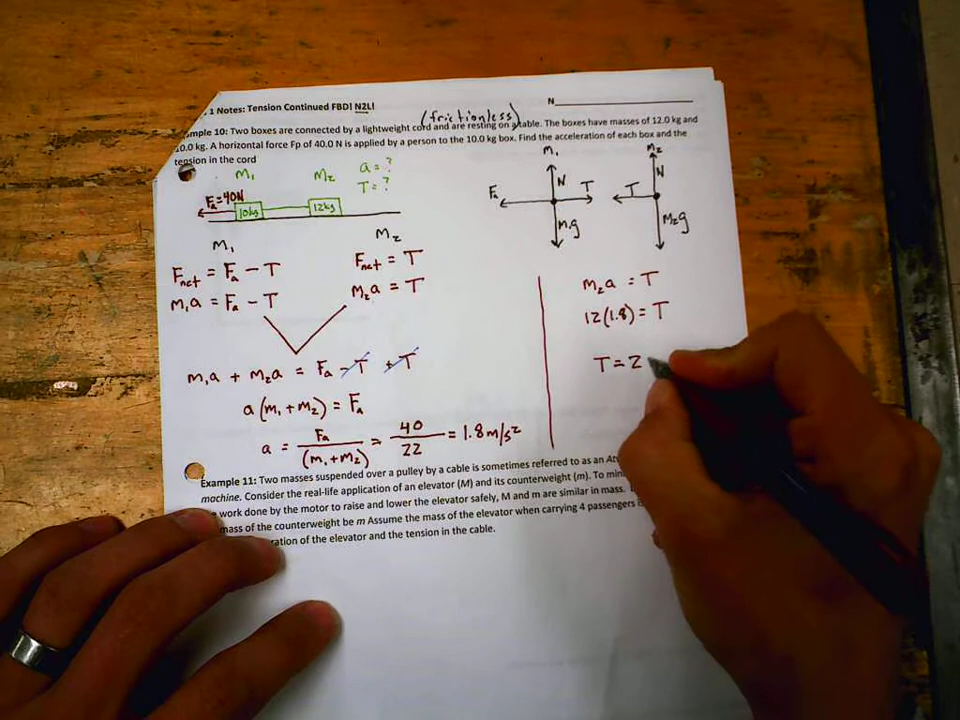 1 Notes: Tension Continued FBD! N2L!
N
(frictionless)
mple 10: Two boxes are connected by a lightweight cord and are resting on a table. The boxes have masses of 12.0 kg and
10.0 kg. A horizontal force Fp of 40.0 N is applied by a person to the 10.0 kg box. Find the acceleration of each box and the
tension in the cord
M₁ M₂ a = ?
T = ?
Fₐ=40N
10kg 12kg
M₁ M₂
Fₐ N T T N
M₁g M₂g
M₁ M₂
Fnet = Fₐ - T Fnet = T
M₁a = Fₐ - T M₂a = T
M₁a + M₂a = Fₐ - T + T
a(m₁+m₂) = Fₐ
a = Fₐ/(m₁+m₂) = 40/22 = 1.8m/s²
M₂a = T
12(1.8) = T
T = 2
Example 11: Two masses suspended over a pulley by a cable is sometimes referred to as an
machine. Consider the real-life application of an elevator (M) and its counterweight (m). To
work done by the motor to raise and lower the elevator safely, M and m are similar in mass.
mass of the counterweight be m Assume the mass of the elevator when carrying 4 passengers
ration of the elevator and the tension in the cable.